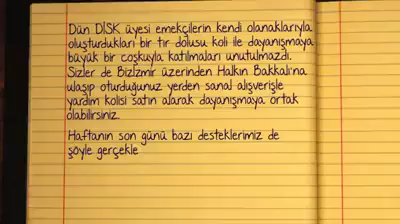 Dün DİSK üyesi emekçilerin kendi olanaklarıyla
oluşturdukları bir tır dolusu koli ile dayanışmaya
büyük bir coşkuyla katılmaları unutulmazdı.
Sizler de Bizİzmir üzerinden Halkın Bakkalı'na
ulaşıp oturduğunuz yerden sanal alışverişle
yardım kolisi satın alarak dayanışmaya ortak
olabilirsiniz.
Haftanın son günü bazı desteklerimiz de
şöyle gerçekle